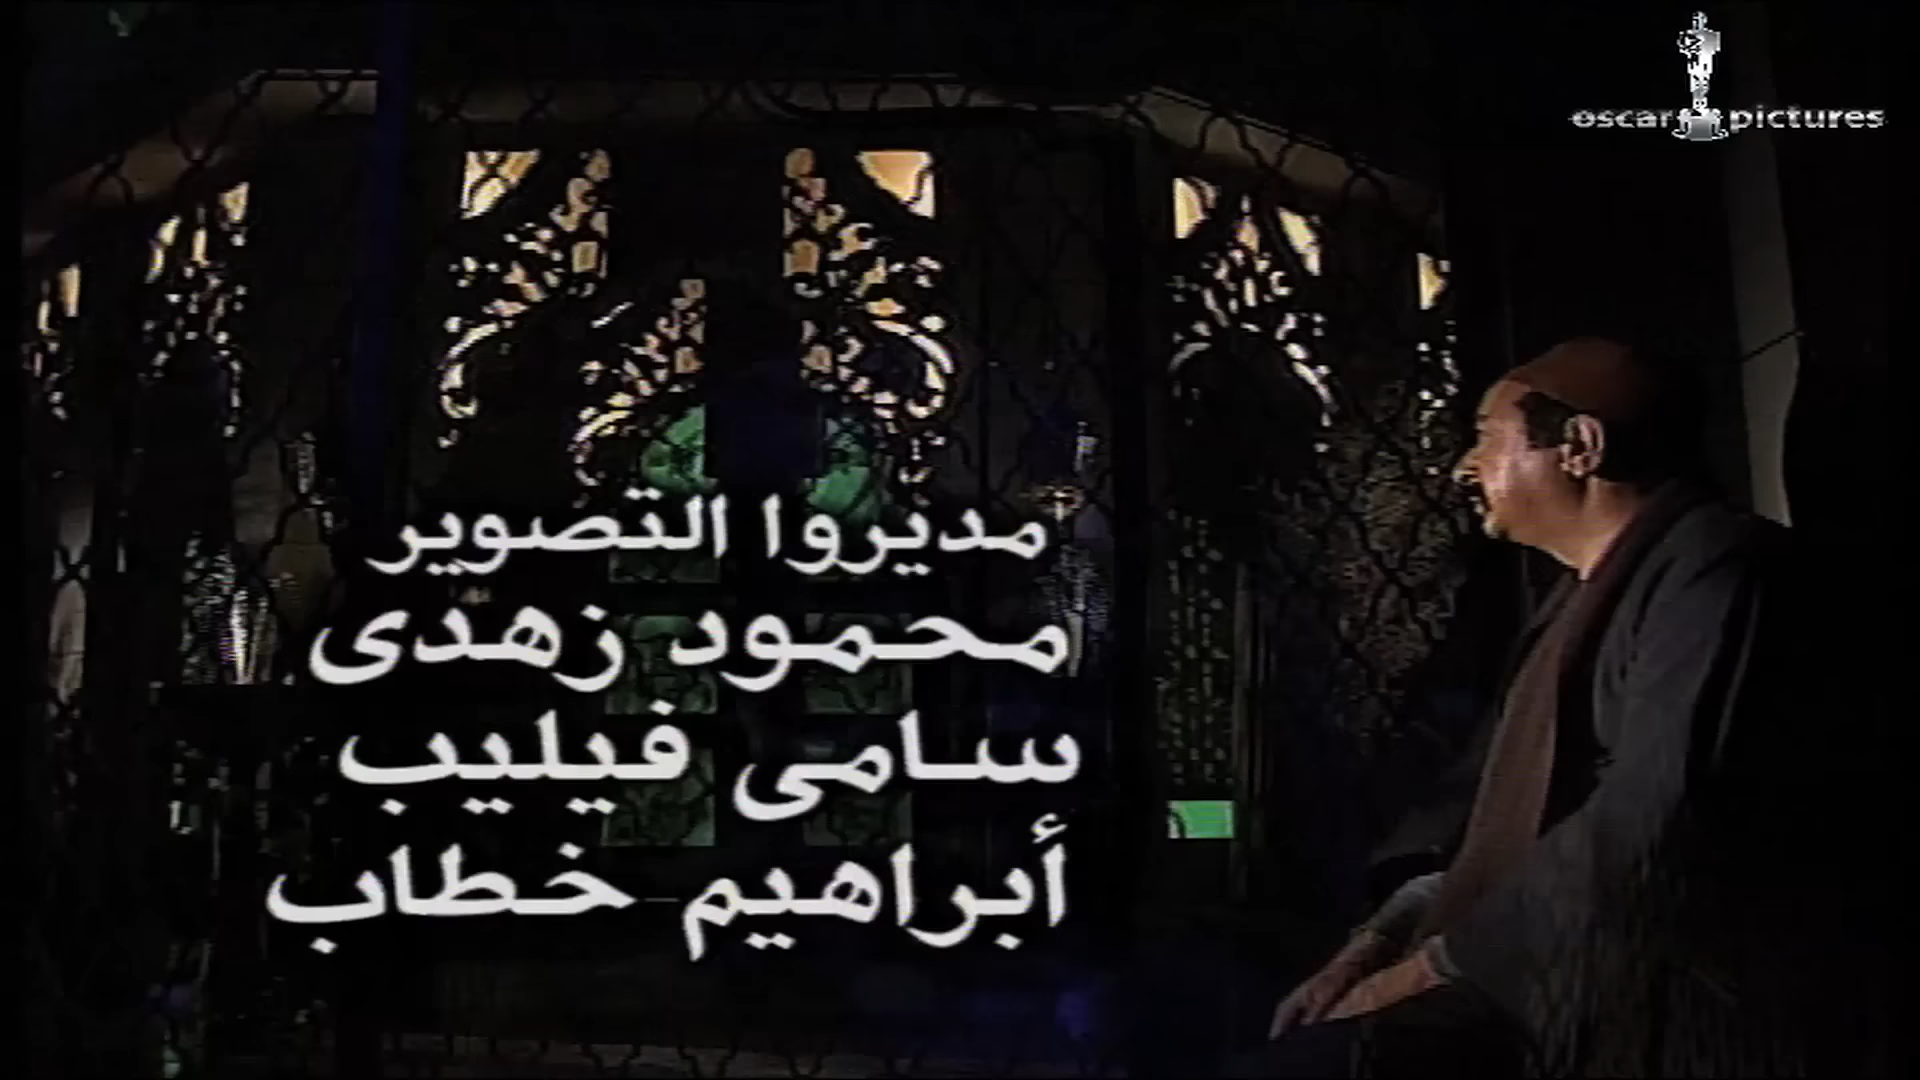 oscar pictures
مديروا التصوير
محمود زهدى
سامى فيليب
أبراهيم خطاب